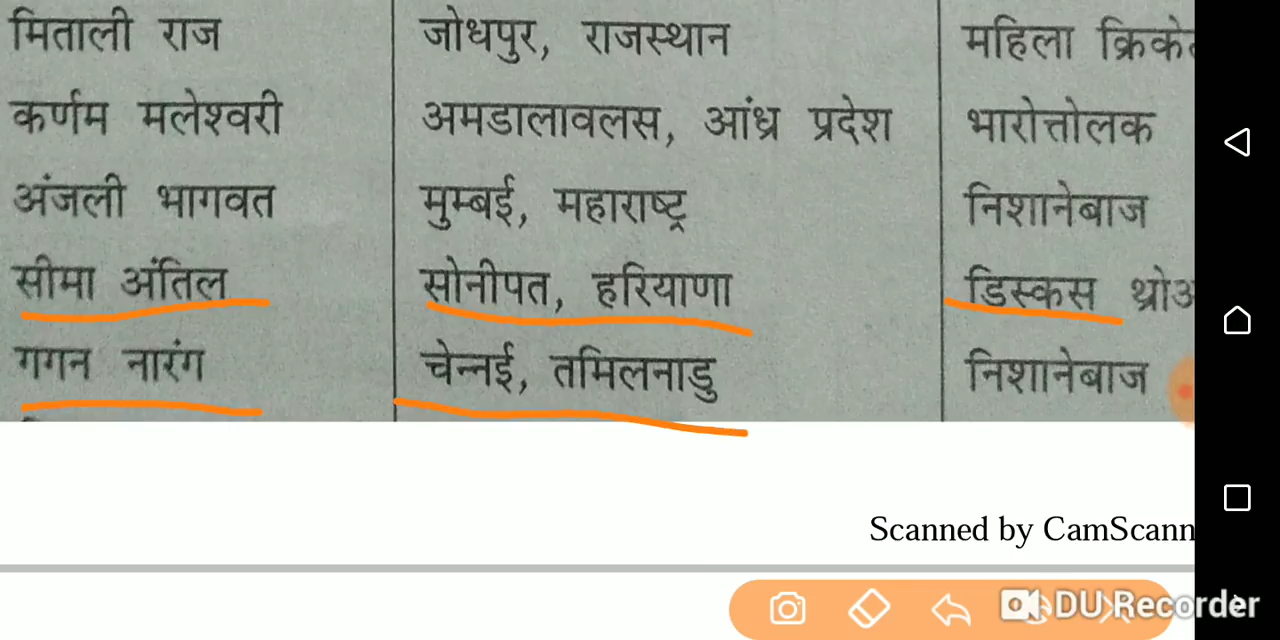 मिताली राज जोधपुर, राजस्थान महिला क्रिके
कर्णम मलेश्वरी अमडालावलस, आंध्र प्रदेश भारोत्तोलक
अंजली भागवत मुम्बई, महाराष्ट्र निशानेबाज
सीमा अंतिल सोनीपत, हरियाणा डिस्कस थ्रोअ
गगन नारंग चेन्नई, तमिलनाडु निशानेबाज
Scanned by CamScann
DU Recorder